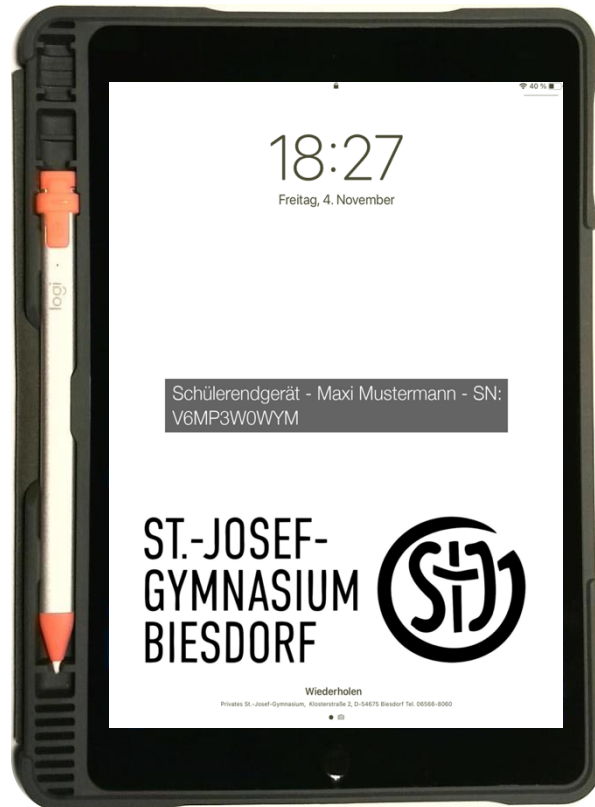 40 %
18:27
Freitag, 4. November
logi
Schülerendgerät - Maxi Mustermann - SN:
V6MP3W0WYM
ST.-JOSEF-
GYMNASIUM
BIESDORF
StJ
Wiederholen
Privates St.-Josef-Gymnasium, Klosterstraße 2, D-54675 Biesdorf Tel. 06566-8060